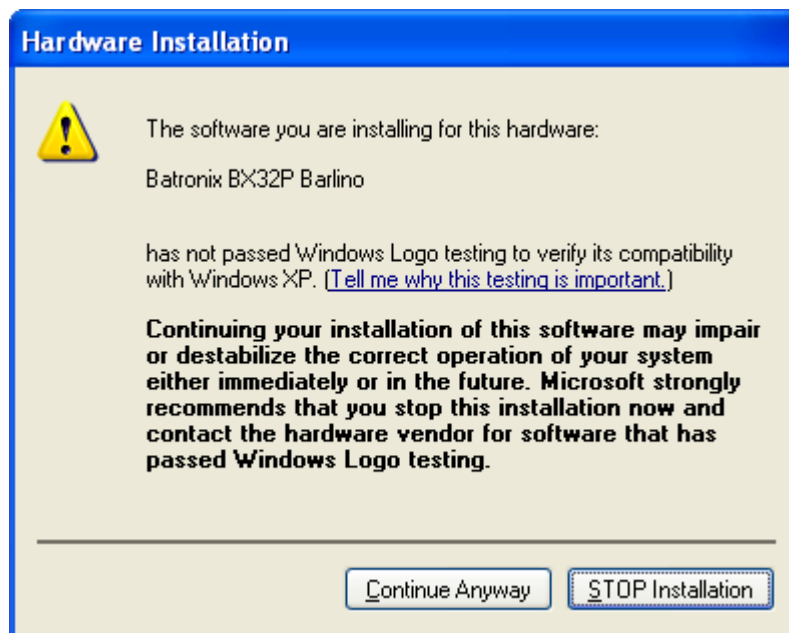 Hardware Installation
The software you are installing for this hardware:
Batronix BX32P Barlino
has not passed Windows Logo testing to verify its compatibility
with Windows XP. (Tell me why this testing is important.)
Continuing your installation of this software may impair
or destabilize the correct operation of your system
either immediately or in the future. Microsoft strongly
recommends that you stop this installation now and
contact the hardware vendor for software that has
passed Windows Logo testing.
Continue Anyway STOP Installation